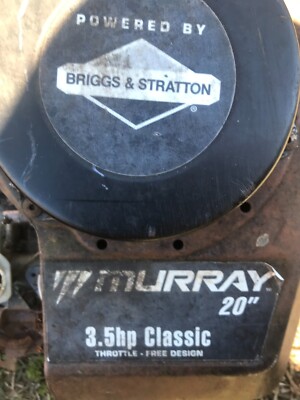 POWERED BY
BRIGGS & STRATTON
®
MURRAY
20"
3.5hp Classic
THROTTLE - FREE DESIGN